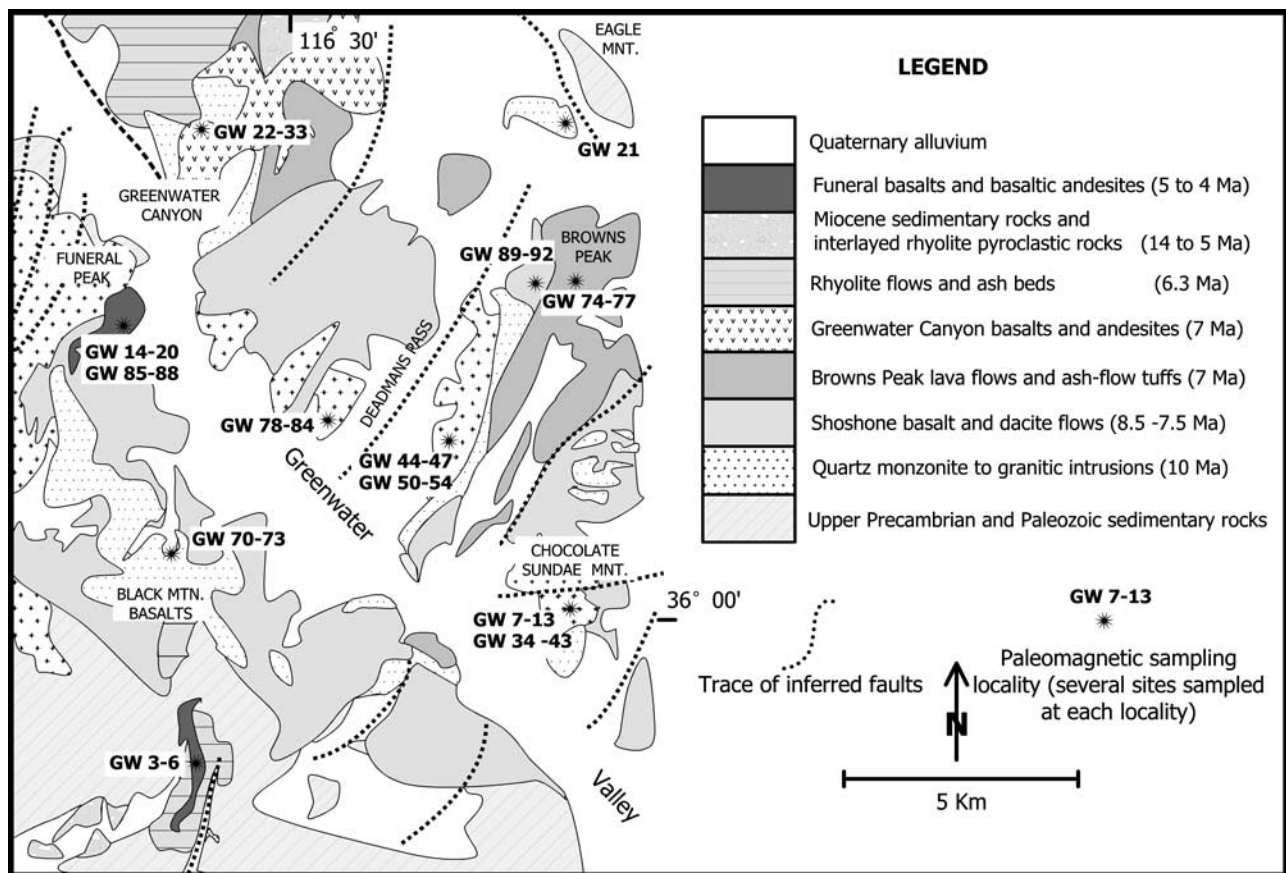 116° 30'
EAGLE
MNT.
GW 22-33
GW 21
GREENWATER
CANYON
FUNERAL
PEAK
GW 89-92
BROWNS
PEAK
GW 74-77
GW 14-20
GW 85-88
DEADMANS PASS
GW 78-84
GW 44-47
GW 50-54
Greenwater
GW 70-73
CHOCOLATE
SUNDAE MNT.
BLACK MTN.
BASALTS
36° 00'
GW 7-13
GW 34 -43
GW 3-6
Valley
LEGEND
Quaternary alluvium
Funeral basalts and basaltic andesites (5 to 4 Ma)
Miocene sedimentary rocks and
interlayed rhyolite pyroclastic rocks (14 to 5 Ma)
Rhyolite flows and ash beds (6.3 Ma)
Greenwater Canyon basalts and andesites (7 Ma)
Browns Peak lava flows and ash-flow tuffs (7 Ma)
Shoshone basalt and dacite flows (8.5 -7.5 Ma)
Quartz monzonite to granitic intrusions (10 Ma)
Upper Precambrian and Paleozoic sedimentary rocks
Trace of inferred faults
N
GW 7-13
Paleomagnetic sampling
locality (several sites sampled
at each locality)
5 Km